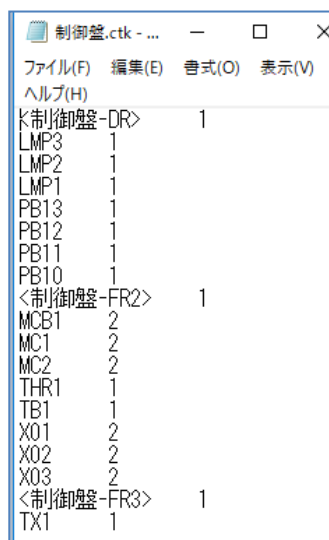 制御盤.ctk - ...
ファイル(F) 編集(E) 書式(O) 表示(V)
ヘルプ(H)
<制御盤-DR> 1
LMP3 1
LMP2 1
LMP1 1
PB13 1
PB12 1
PB11 1
PB10 1
<制御盤-FR2> 1
MCB1 2
MC1 2
MC2 2
THR1 1
TB1 1
X01 2
X02 2
X03 2
<制御盤-FR3> 1
TX1 1